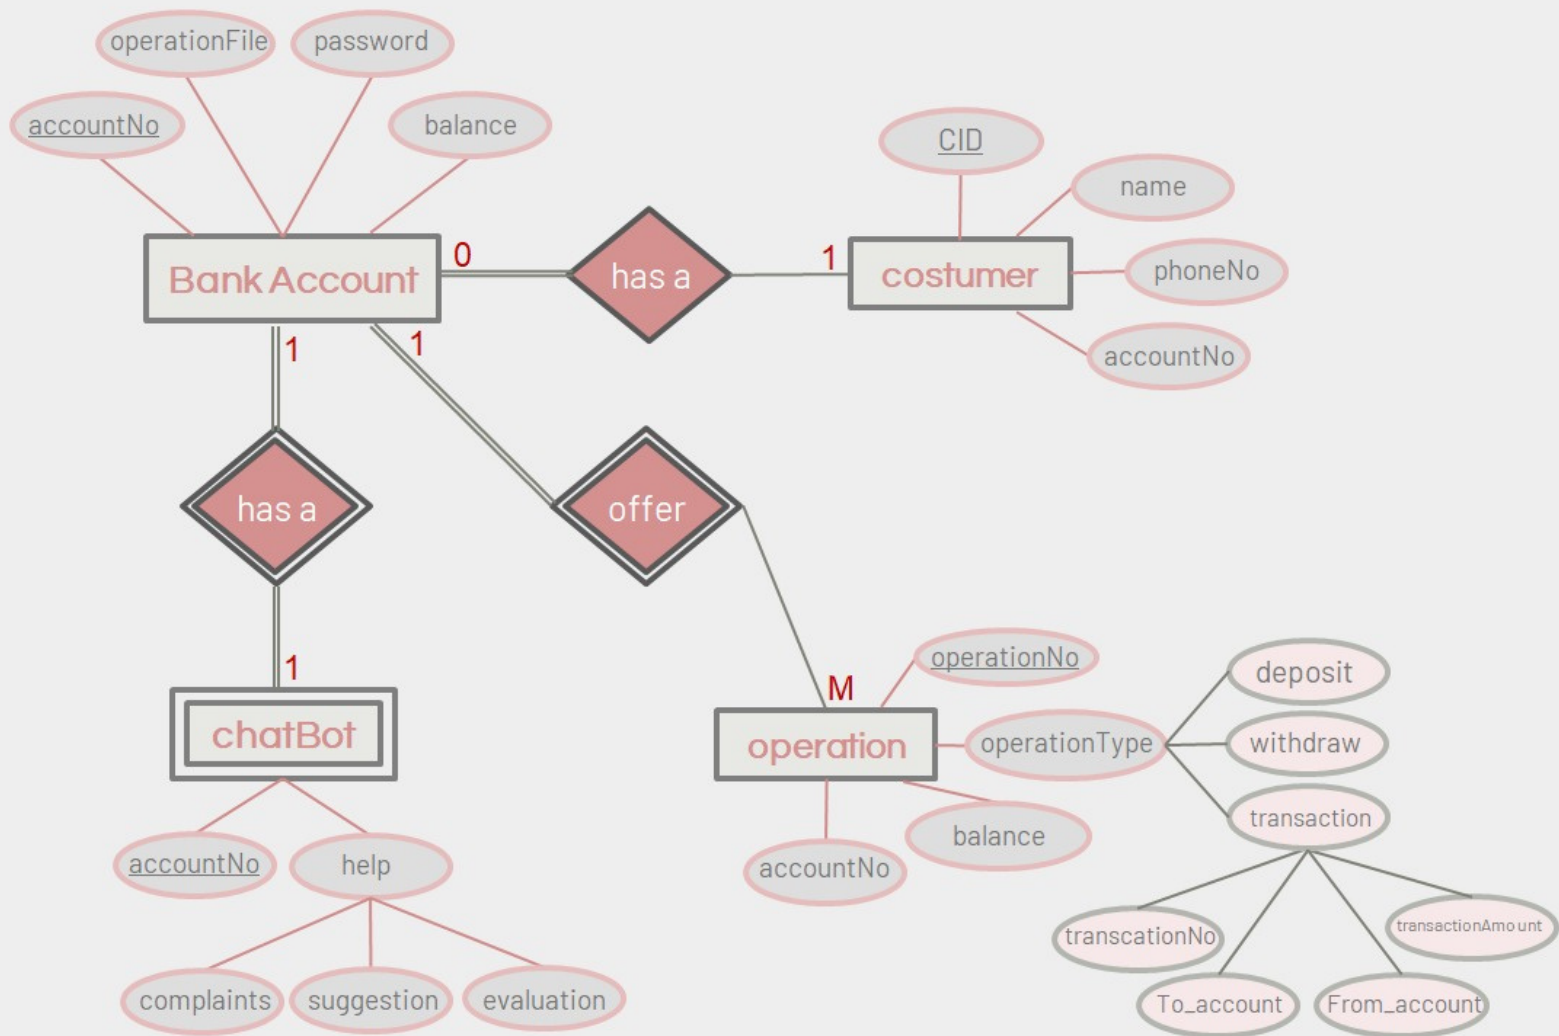 operationFile
password
accountNo
balance
CID
name
Bank Account
0
has a
1
costumer
phoneNo
accountNo
1
1
has a
offer
1
M
operationNo
deposit
chatBot
operation
operationType
withdraw
transaction
accountNo
help
accountNo
balance
transcationNo
transactionAmount
complaints
suggestion
evaluation
To_account
From_account